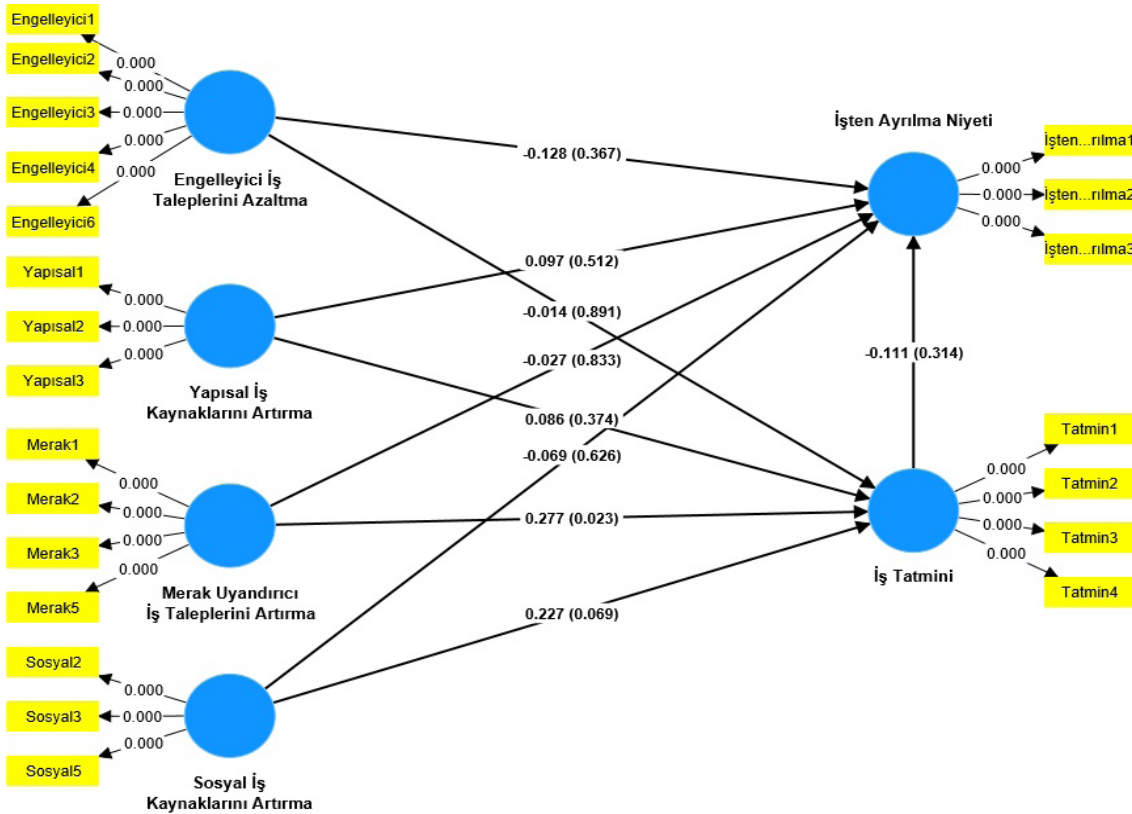 Engelleyici1
Engelleyici2
Engelleyici3
Engelleyici4
Engelleyici6
0.000
0.000
0.000
0.000
0.000
Engelleyici İş
Taleplerini Azaltma
Yapısal1
Yapısal2
Yapısal3
0.000
0.000
0.000
Yapısal İş
Kaynaklarını Artırma
Merak1
Merak2
Merak3
Merak5
0.000
0.000
0.000
0.000
Merak Uyandırıcı
İş Taleplerini Artırma
Sosyal2
Sosyal3
Sosyal5
0.000
0.000
0.000
Sosyal İş
Kaynaklarını Artırma
-0.128 (0.367)
0.097 (0.512)
-0.014 (0.891)
-0.027 (0.833)
0.086 (0.374)
-0.069 (0.626)
0.277 (0.023)
0.227 (0.069)
-0.111 (0.314)
İşten Ayrılma Niyeti
0.000
0.000
0.000
İşten...rılma1
İşten...rılma2
İşten...rılma3
İş Tatmini
0.000
0.000
0.000
0.000
Tatmin1
Tatmin2
Tatmin3
Tatmin4